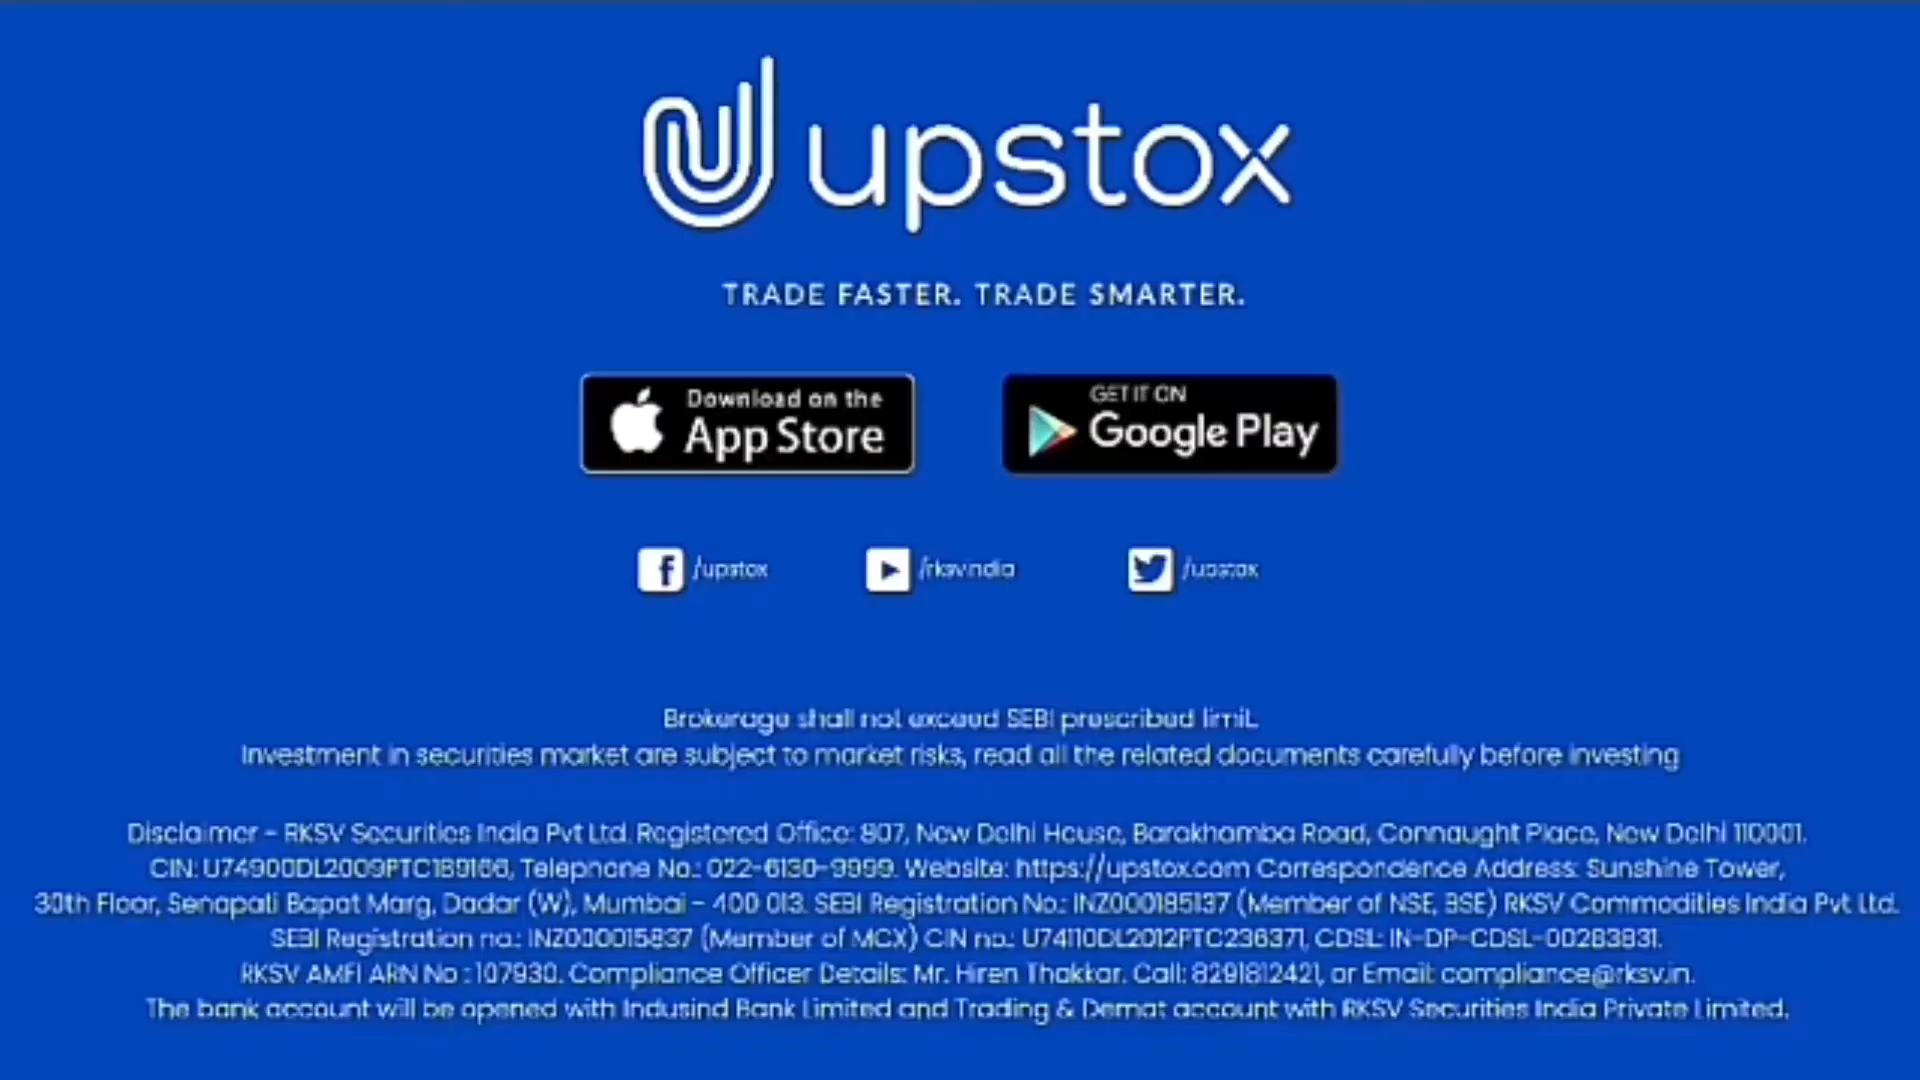 upstox
TRADE FASTER. TRADE SMARTER.
Download on the
App Store
GET IT ON
Google Play
/upstox
/rksvindia
/upstox
Brokerage shall not exceed SEBI prescribed limit.
Investment in securities market are subject to market risks, read all the related documents carefully before investing
Disclaimer - RKSV Securities India Pvt Ltd. Registered Office: 807, New Delhi House, Barakhamba Road, Connaught Place, New Delhi 110001.
CIN: U74900DL2009PTC189166, Telephone No.: 022-6130-9999. Website: https://upstox.com Correspondence Address: Sunshine Tower,
30th Floor, Senapati Bapat Marg, Dadar (W), Mumbai - 400 013. SEBI Registration No.: INZ000185137 (Member of NSE, BSE) RKSV Commodities India Pvt Ltd.
SEBI Registration no.: INZ000015837 (Member of MCX) CIN no.: U74110DL2012PTC236371, CDSL: IN-DP-CDSL-00283831.
RKSV AMFI ARN No : 107930. Compliance Officer Details: Mr. Hiren Thakkar. Call: 8291812421, or Email: compliance@rksv.in.
The bank account will be opened with Indusind Bank Limited and Trading & Demat account with RKSV Securities India Private Limited.